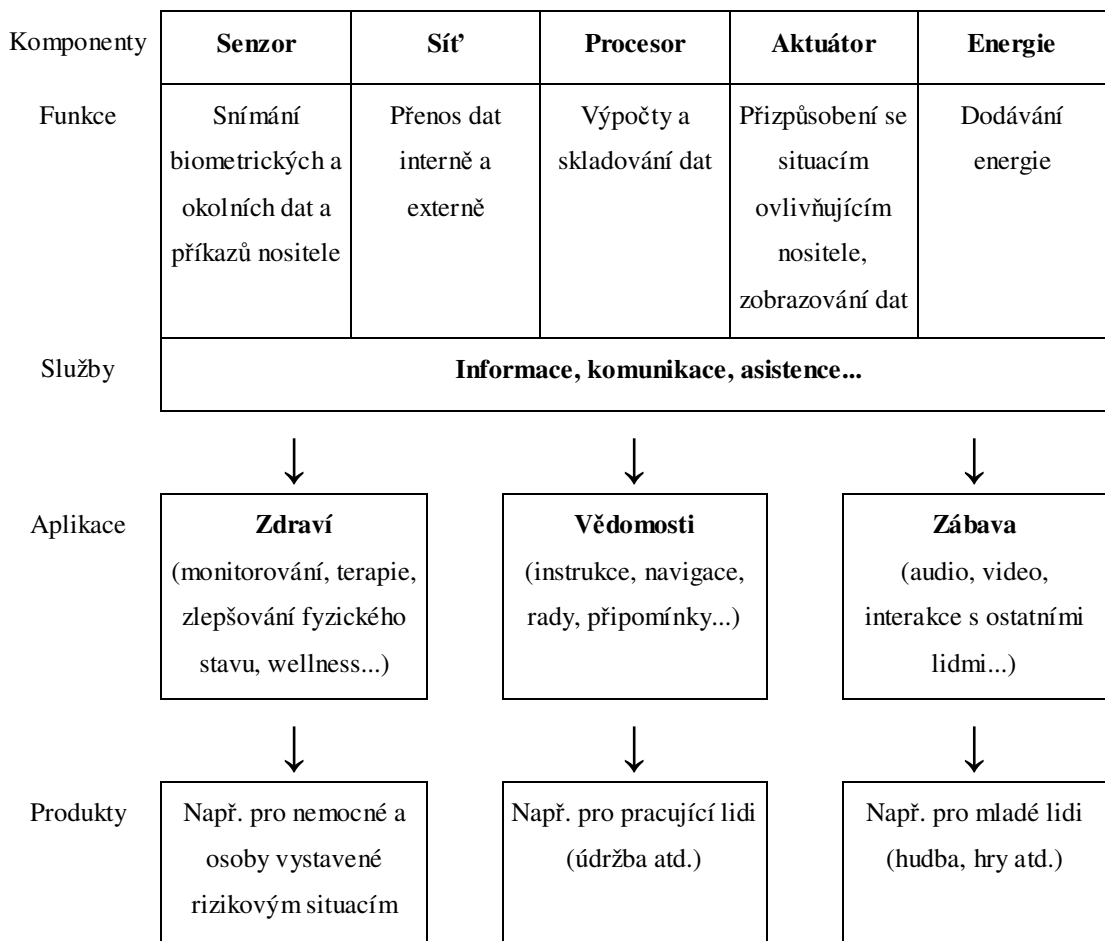 Komponenty
Senzor
Síť
Procesor
Aktuátor
Energie
Funkce
Snímání
biometrických a
okolních dat a
příkazů nositele
Přenos dat
interně a
externě
Výpočty a
skladování dat
Přizpůsobení se
situacím
ovlivňujícím
nositele,
zobrazování dat
Dodávání
energie
Služby
Informace, komunikace, asistence...
Aplikace
Zdraví
(monitorování, terapie,
zlepšování fyzického
stavu, wellness...)
Vědomosti
(instrukce, navigace,
rady, připomínky...)
Zábava
(audio, video,
interakce s ostatními
lidmi...)
Produkty
Např. pro nemocné a
osoby vystavené
rizikovým situacím
Např. pro pracující lidi
(údržba atd.)
Např. pro mladé lidi
(hudba, hry atd.)